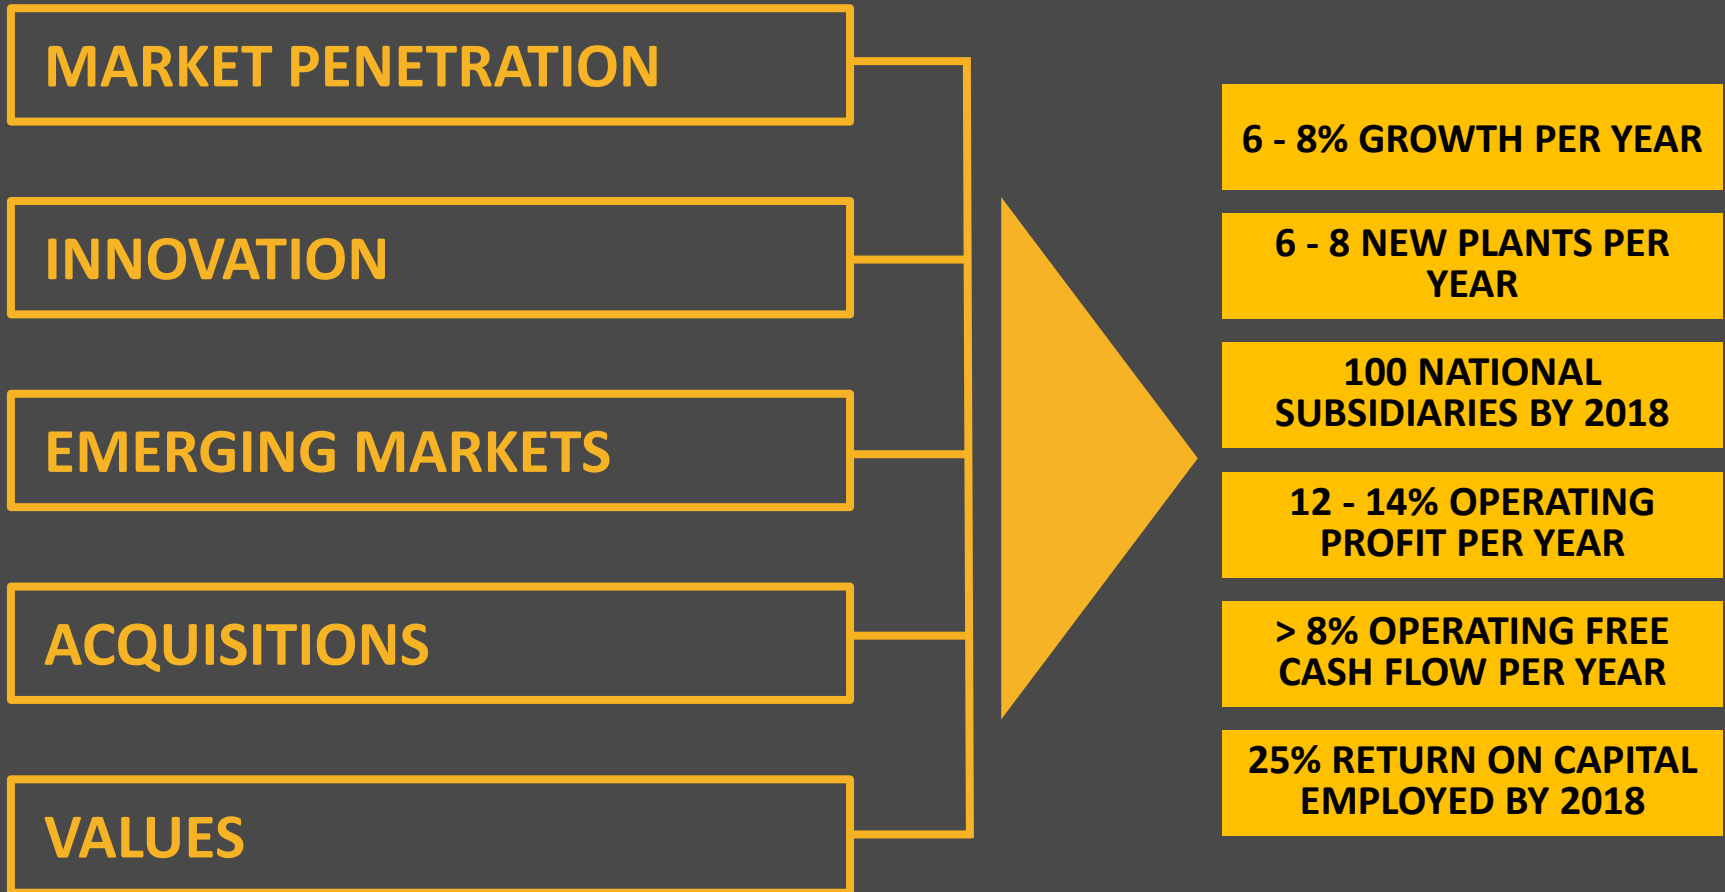 MARKET PENETRATION
INNOVATION
EMERGING MARKETS
ACQUISITIONS
VALUES
6 - 8% GROWTH PER YEAR
6 - 8 NEW PLANTS PER
YEAR
100 NATIONAL
SUBSIDIARIES BY 2018
12 - 14% OPERATING
PROFIT PER YEAR
> 8% OPERATING FREE
CASH FLOW PER YEAR
25% RETURN ON CAPITAL
EMPLOYED BY 2018